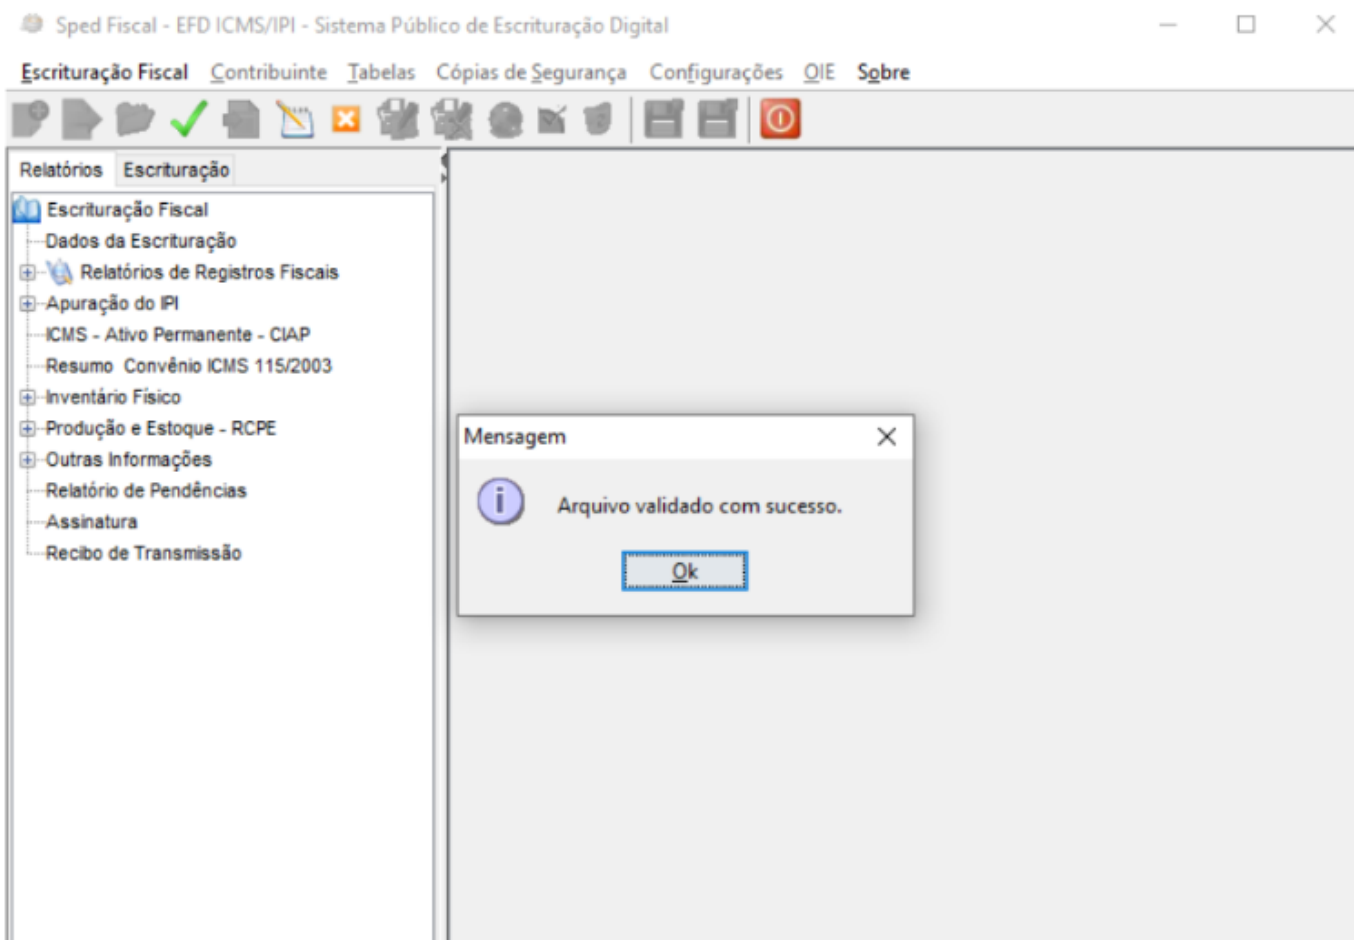 Sped Fiscal - EFD ICMS/IPI - Sistema Público de Escrituração Digital
Escrituração Fiscal Contribuinte Tabelas Cópias de Segurança Configurações OIE Sobre
Relatórios Escrituração
Escrituração Fiscal
Dados da Escrituração
Relatórios de Registros Fiscais
Apuração do IPI
ICMS - Ativo Permanente - CIAP
Resumo Convênio ICMS 115/2003
Inventário Físico
Produção e Estoque - RCPE
Outras Informações
Relatório de Pendências
Assinatura
Recibo de Transmissão
Mensagem
Arquivo validado com sucesso.
Ok